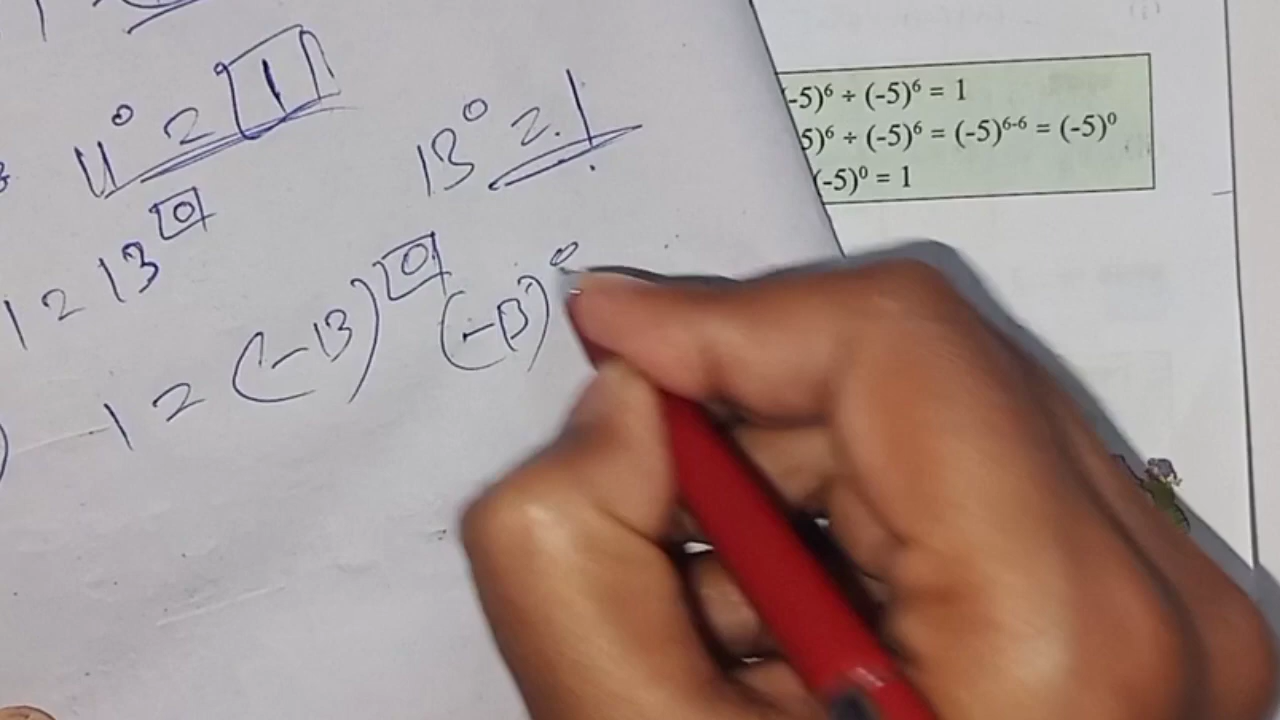 11⁰ = 1
13⁰ = 1
1 = 13⁰
1 = (-13)⁰ (-13)⁰
-5)⁶ ÷ (-5)⁶ = 1
5)⁶ ÷ (-5)⁶ = (-5)⁶⁻⁶ = (-5)⁰
(-5)⁰ = 1